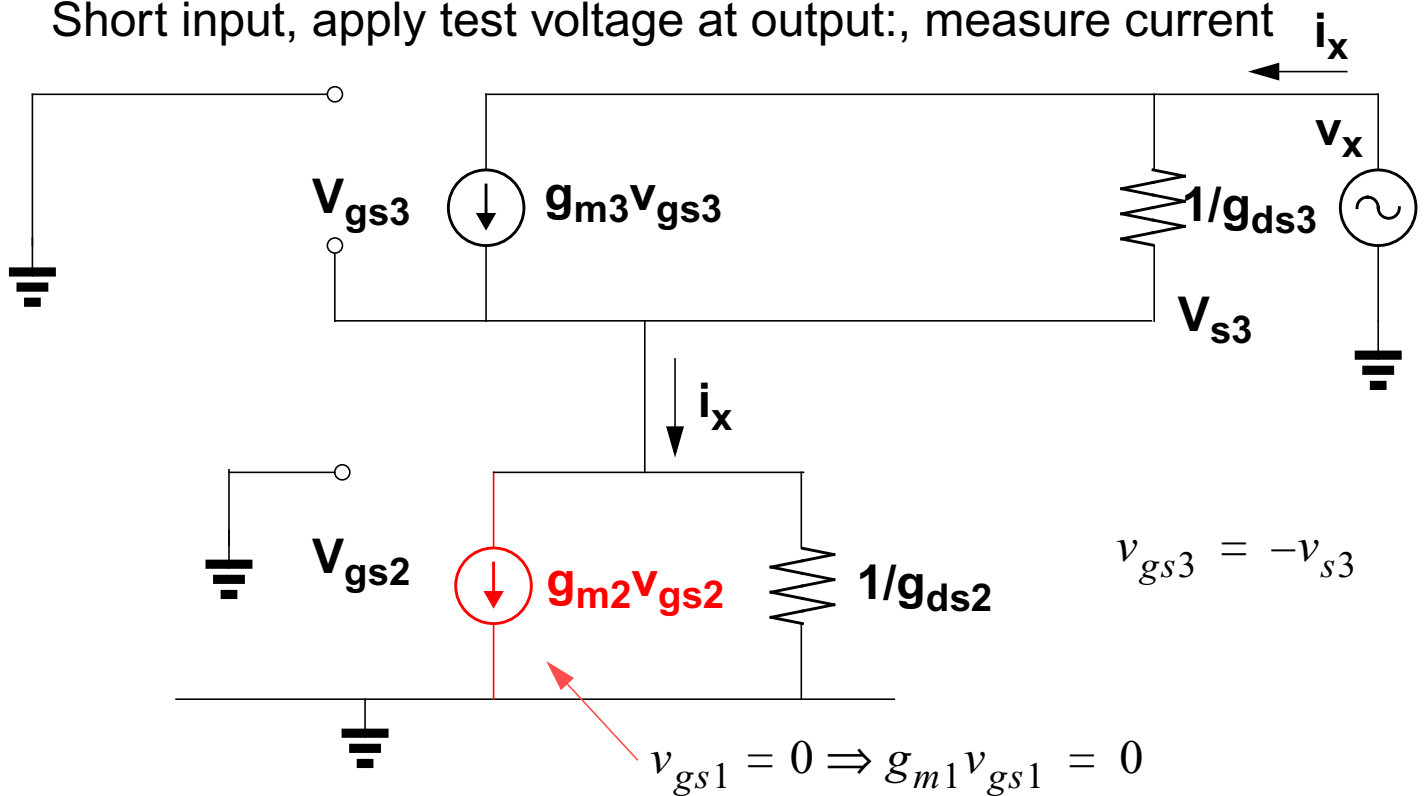 Short input, apply test voltage at output:, measure current
i_x
v_x
V_gs3
g_m3v_gs3
1/g_ds3
V_s3
i_x
V_gs2
g_m2v_gs2
1/g_ds2
v_gs3 = −v_s3
v_gs1 = 0 ⇒ g_m1v_gs1 = 0